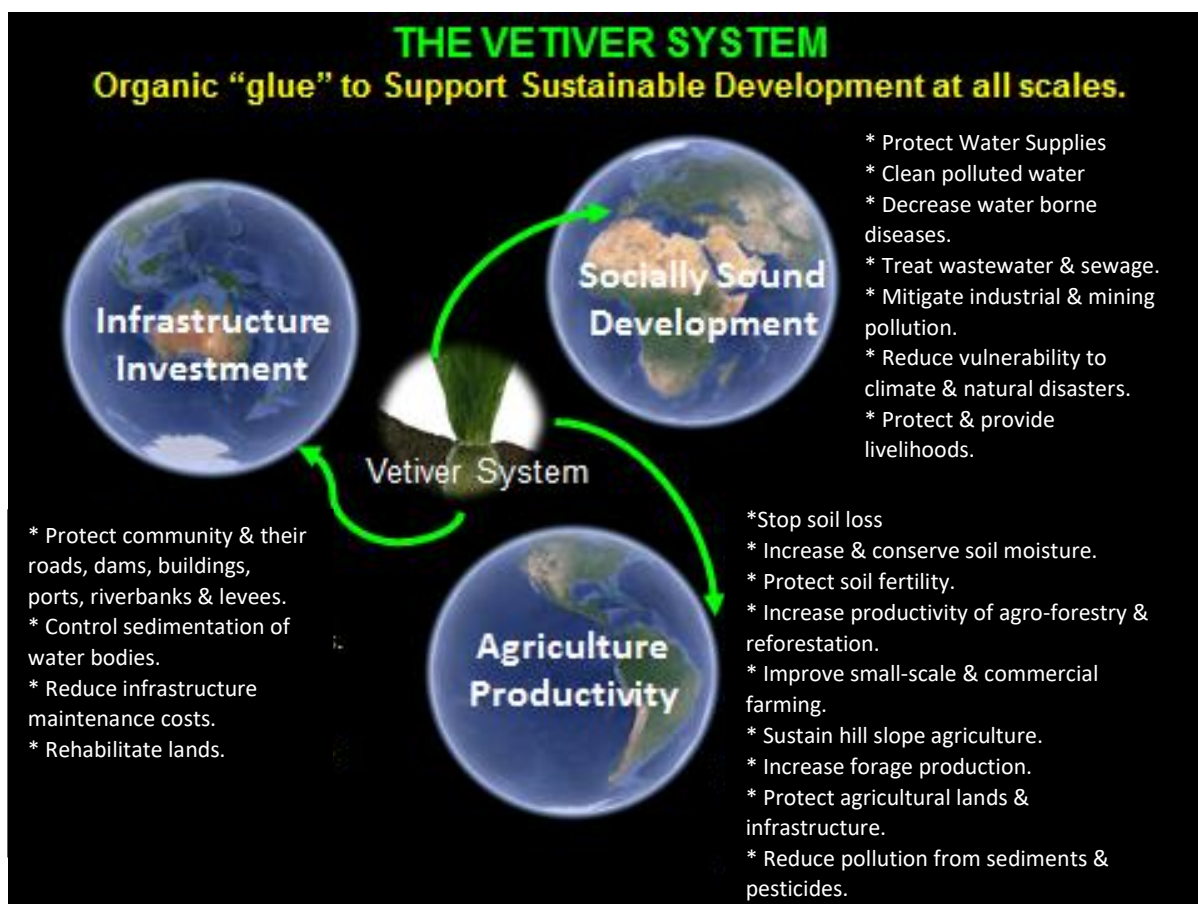 THE VETIVER SYSTEM
Organic “glue” to Support Sustainable Development at all scales.
* Protect Water Supplies
* Clean polluted water
* Decrease water borne
diseases.
* Treat wastewater & sewage.
* Mitigate industrial & mining
pollution.
* Reduce vulnerability to
climate & natural disasters.
* Protect & provide
livelihoods.
Socially Sound
Development
Infrastructure
Investment
Vetiver System
* Protect community & their
roads, dams, buildings,
ports, riverbanks & levees.
* Control sedimentation of
water bodies.
* Reduce infrastructure
maintenance costs.
* Rehabilitate lands.
Agriculture
Productivity
*Stop soil loss
* Increase & conserve soil moisture.
* Protect soil fertility.
* Increase productivity of agro-forestry &
reforestation.
* Improve small-scale & commercial
farming.
* Sustain hill slope agriculture.
* Increase forage production.
* Protect agricultural lands &
infrastructure.
* Reduce pollution from sediments &
pesticides.